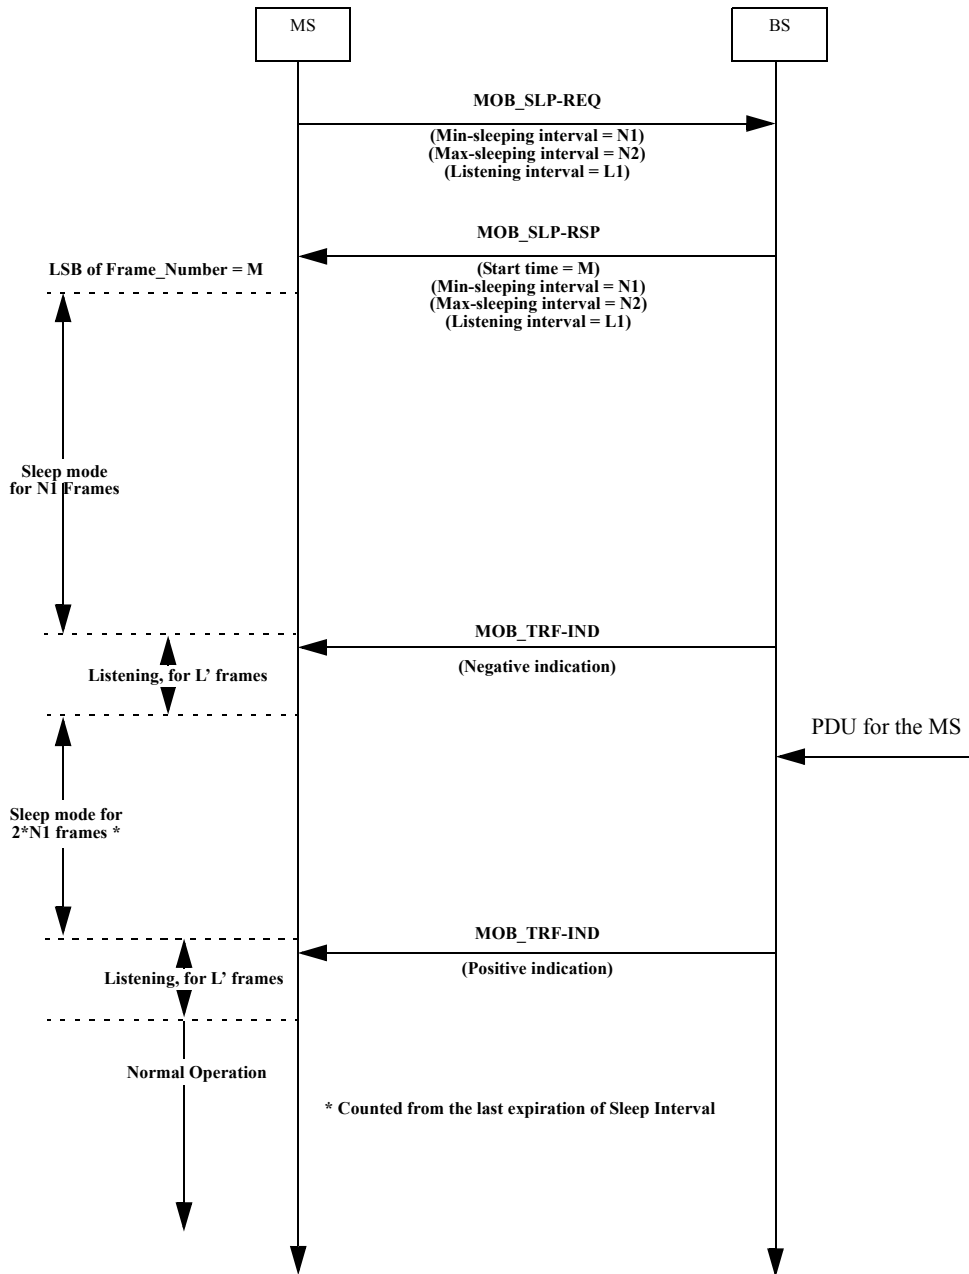 MS
BS
MOB_SLP-REQ
(Min-sleeping interval = N1)
(Max-sleeping interval = N2)
(Listening interval = L1)
MOB_SLP-RSP
LSB of Frame_Number = M
(Start time = M)
(Min-sleeping interval = N1)
(Max-sleeping interval = N2)
(Listening interval = L1)
Sleep mode
for N1 Frames
MOB_TRF-IND
(Negative indication)
Listening, for L’ frames
PDU for the MS
Sleep mode for
2*N1 frames *
MOB_TRF-IND
(Positive indication)
Listening, for L’ frames
Normal Operation
* Counted from the last expiration of Sleep Interval